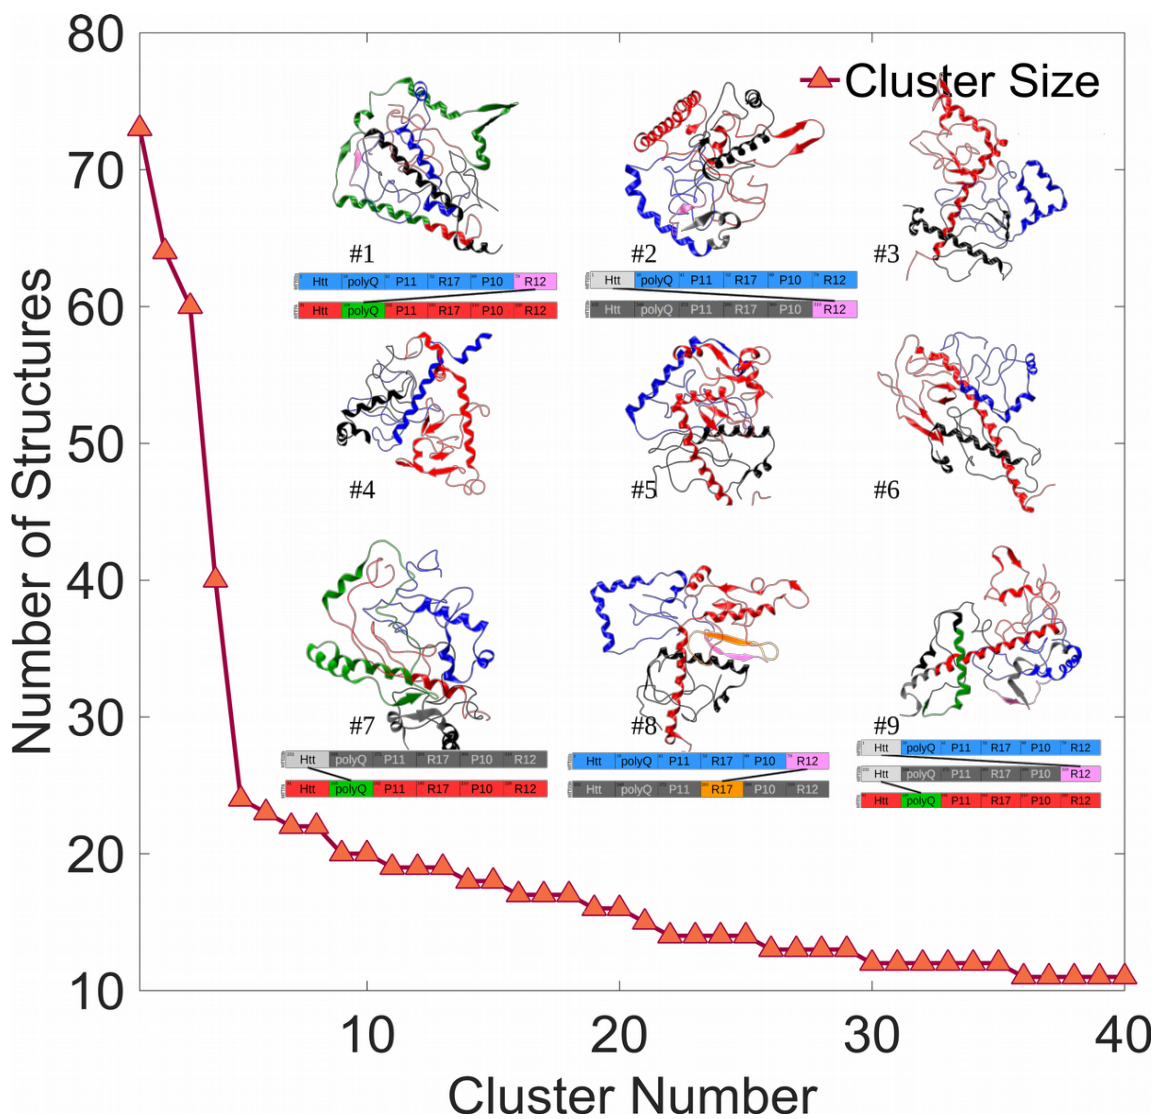 80
70
60
50
40
30
20
10
Number of Structures
Cluster Size
#1
#2
#3
Htt polyQ P11 R17 P10 R12
Htt polyQ P11 R17 P10 R12
Htt polyQ P11 R17 P10 R12
Htt polyQ P11 R17 P10 R12
#4
#5
#6
#7
#8
#9
Htt polyQ P11 R17 P10 R12
Htt polyQ P11 R17 P10 R12
Htt polyQ P11 R17 P10 R12
Htt polyQ P11 R17 P10 R12
Htt polyQ P11 R17 P10 R12
Htt polyQ P11 R17 P10 R12
Htt polyQ P11 R17 P10 R12
10 20 30 40
Cluster Number